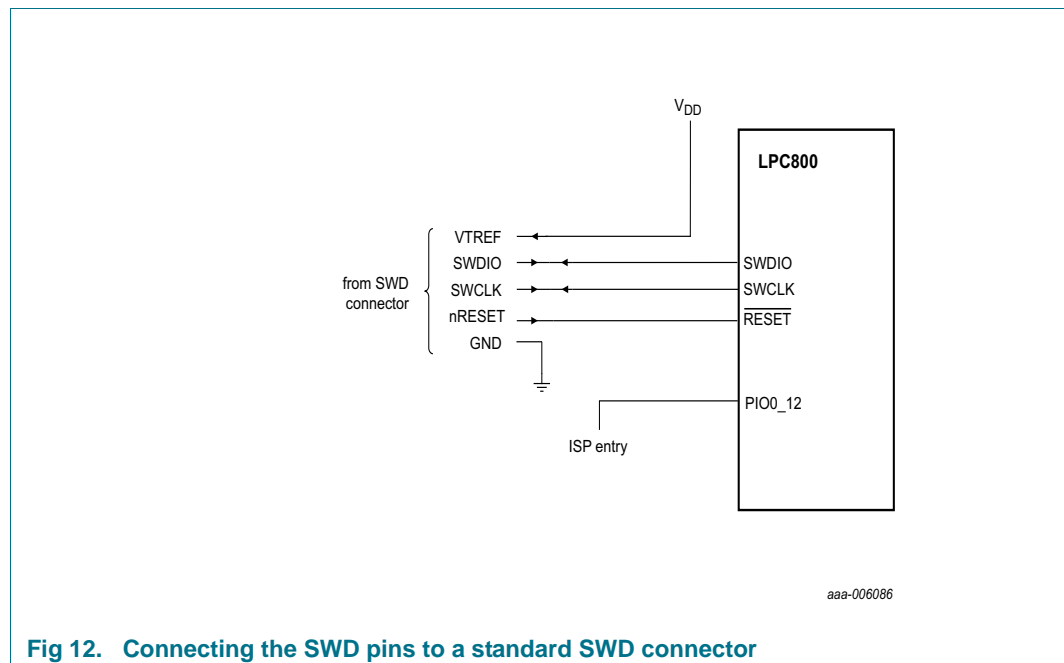 VDD
LPC800
VTREF
SWDIO
SWCLK
nRESET
GND
from SWD
connector
SWDIO
SWCLK
RESET
PIO0_12
ISP entry
aaa-006086
Fig 12. Connecting the SWD pins to a standard SWD connector